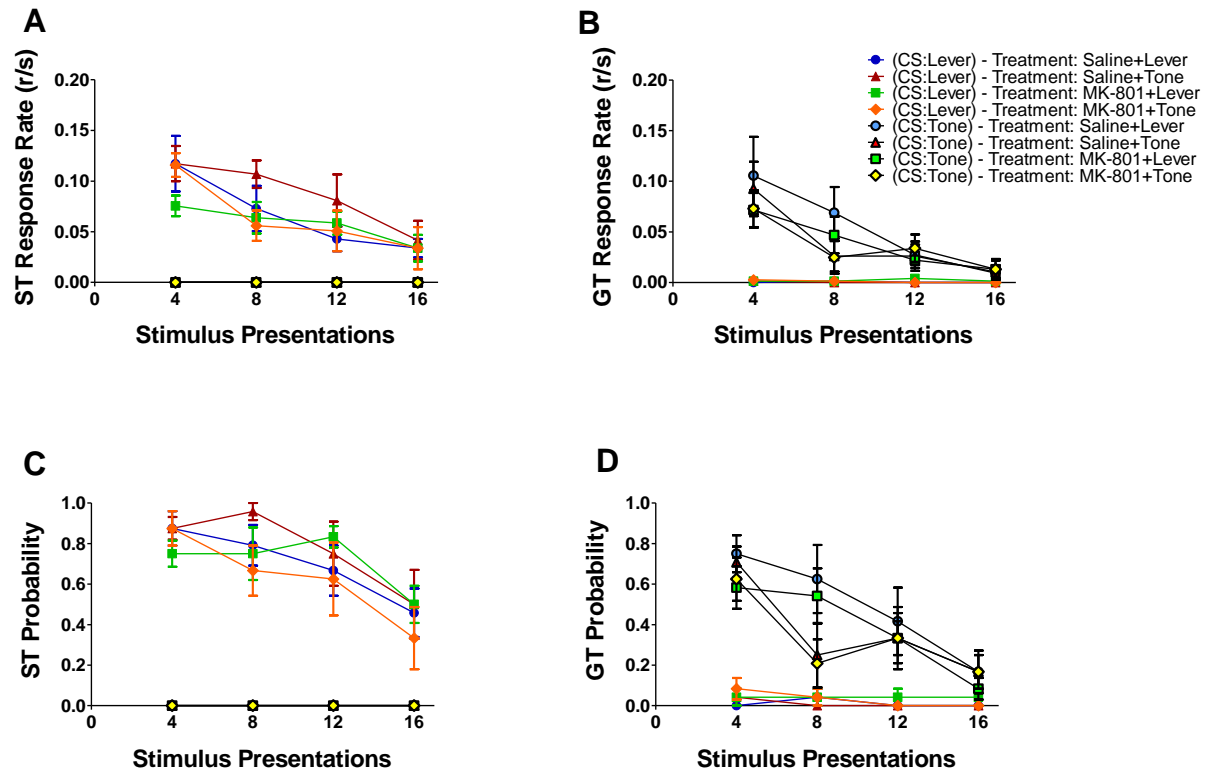 A
ST Response Rate (r/s)
0.20
0.15
0.10
0.05
0.00
0
4
8
12
16
Stimulus Presentations
B
GT Response Rate (r/s)
0.20
0.15
0.10
0.05
0.00
0
4
8
12
16
Stimulus Presentations
(CS:Lever) - Treatment: Saline+Lever
(CS:Lever) - Treatment: Saline+Tone
(CS:Lever) - Treatment: MK-801+Lever
(CS:Lever) - Treatment: MK-801+Tone
(CS:Tone) - Treatment: Saline+Lever
(CS:Tone) - Treatment: Saline+Tone
(CS:Tone) - Treatment: MK-801+Lever
(CS:Tone) - Treatment: MK-801+Tone
C
ST Probability
1.0
0.8
0.6
0.4
0.2
0.0
0
4
8
12
16
Stimulus Presentations
D
GT Probability
1.0
0.8
0.6
0.4
0.2
0.0
0
4
8
12
16
Stimulus Presentations